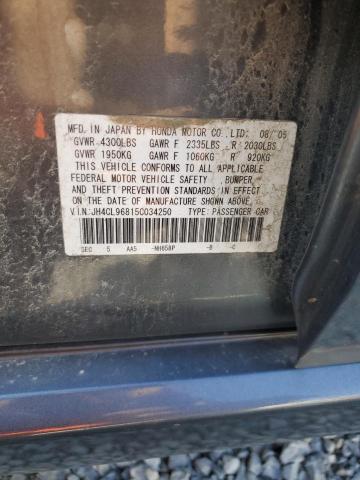 MFD. IN JAPAN BY HONDA MOTOR CO., LTD. 08/05
GVWR 4300LBS GAWR F 2335LBS R 2030LBS
GVWR 1950KG GAWR F 1060KG R 920KG
THIS VEHICLE CONFORMS TO ALL APPLICABLE
FEDERAL MOTOR VEHICLE SAFETY, BUMPER,
AND THEFT PREVENTION STANDARDS IN EFFECT
ON THE DATE OF MANUFACTURE SHOWN ABOVE.
V.I.N:JH4CL96815C034250 TYPE: PASSENGER CAR
SEC 5 AA5 -NH658P -B -C